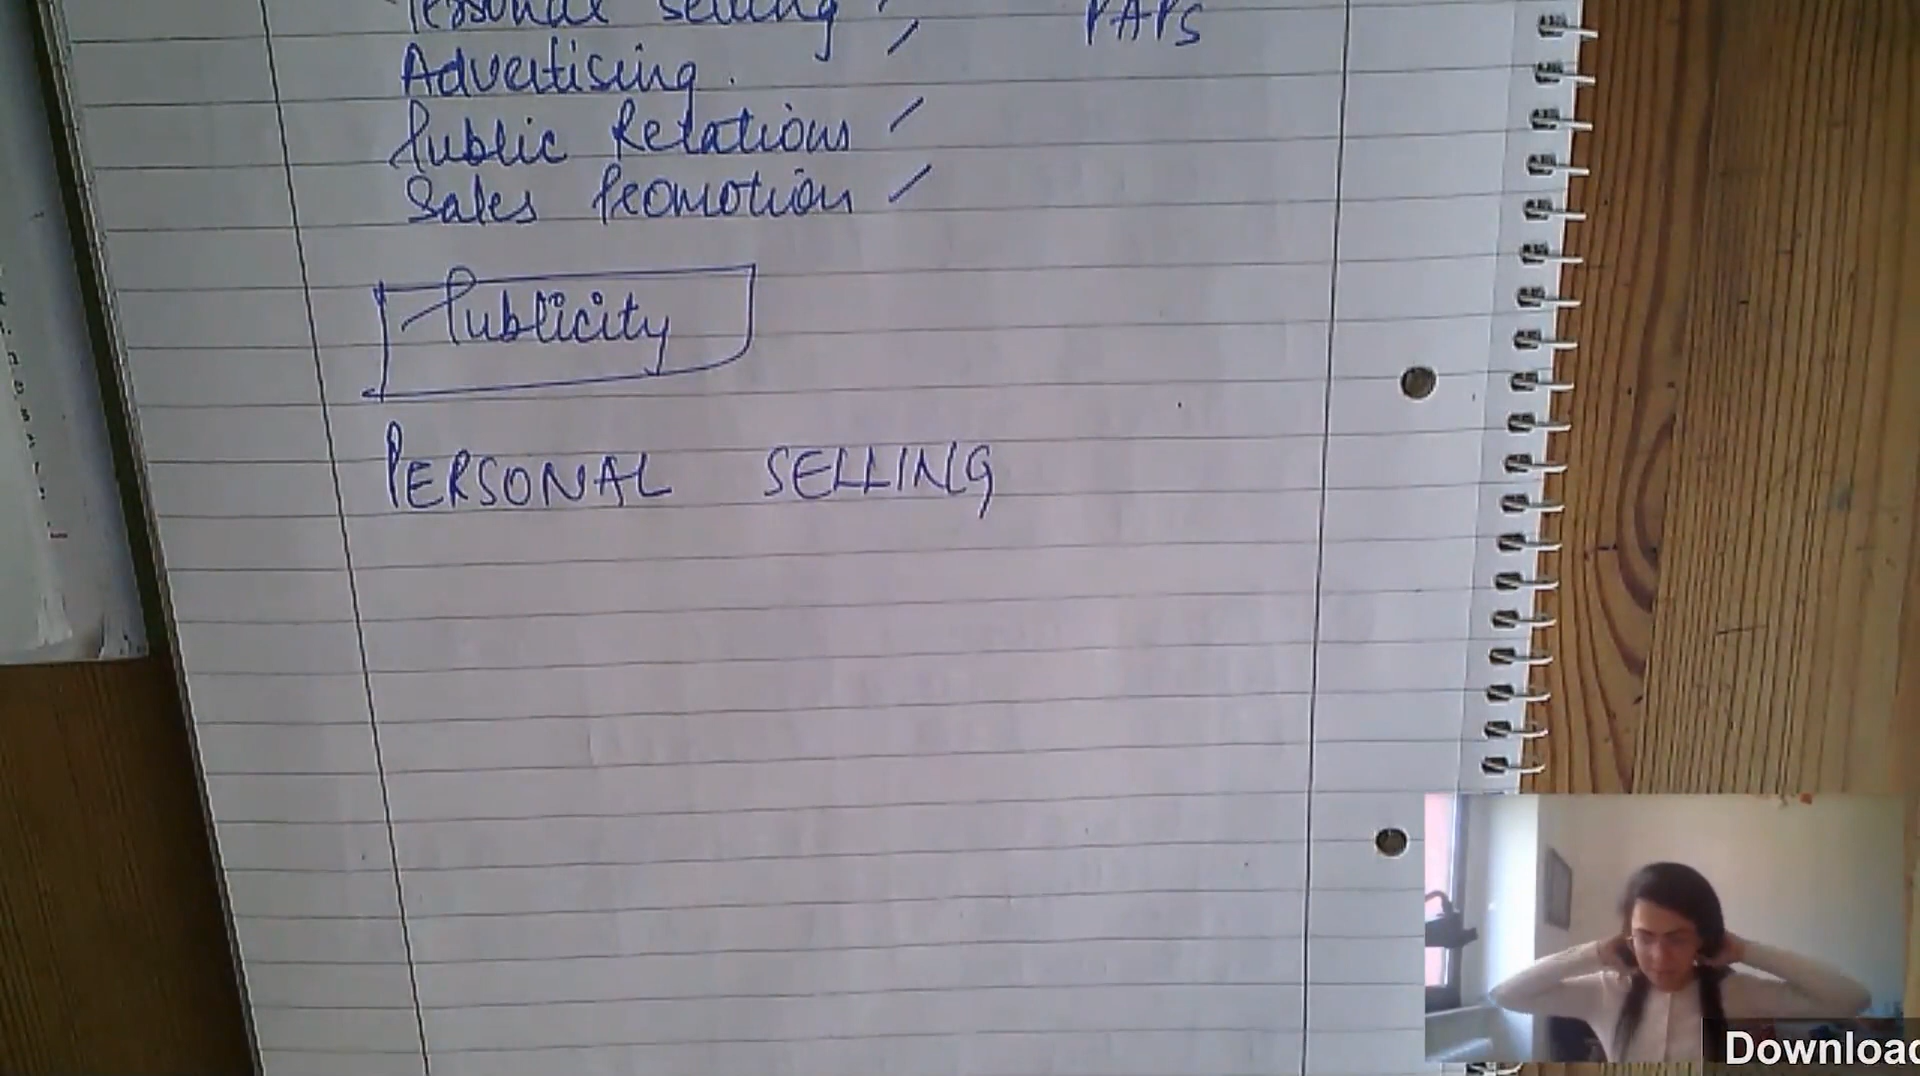 Personal selling
PAPS
Advertising.
Public Relations
Sales Promotion
Publicity
PERSONAL SELLING
Download